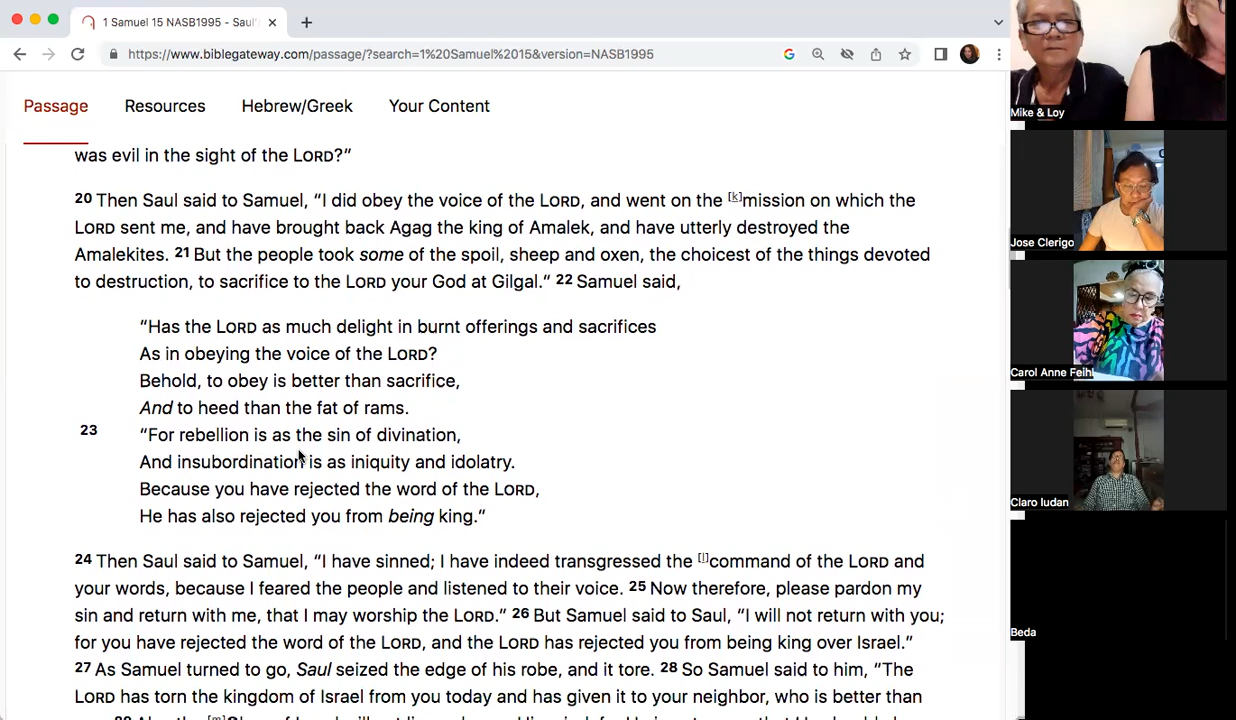 1 Samuel 15 NASB1995 - Saul'
https://www.biblegateway.com/passage/?search=1%20Samuel%2015&version=NASB1995
Passage Resources Hebrew/Greek Your Content
was evil in the sight of the LORD?”
20 Then Saul said to Samuel, “I did obey the voice of the LORD, and went on the [k]mission on which the
LORD sent me, and have brought back Agag the king of Amalek, and have utterly destroyed the
Amalekites. 21 But the people took some of the spoil, sheep and oxen, the choicest of the things devoted
to destruction, to sacrifice to the LORD your God at Gilgal.” 22 Samuel said,
“Has the LORD as much delight in burnt offerings and sacrifices
As in obeying the voice of the LORD?
Behold, to obey is better than sacrifice,
And to heed than the fat of rams.
23 “For rebellion is as the sin of divination,
And insubordination is as iniquity and idolatry.
Because you have rejected the word of the LORD,
He has also rejected you from being king.”
24 Then Saul said to Samuel, “I have sinned; I have indeed transgressed the [l]command of the LORD and
your words, because I feared the people and listened to their voice. 25 Now therefore, please pardon my
sin and return with me, that I may worship the LORD.” 26 But Samuel said to Saul, “I will not return with you;
for you have rejected the word of the LORD, and the LORD has rejected you from being king over Israel.”
27 As Samuel turned to go, Saul seized the edge of his robe, and it tore. 28 So Samuel said to him, “The
LORD has torn the kingdom of Israel from you today and has given it to your neighbor, who is better than
Mike & Loy
Jose Clerigo
Carol Anne Feihl
Claro Iudan
Beda